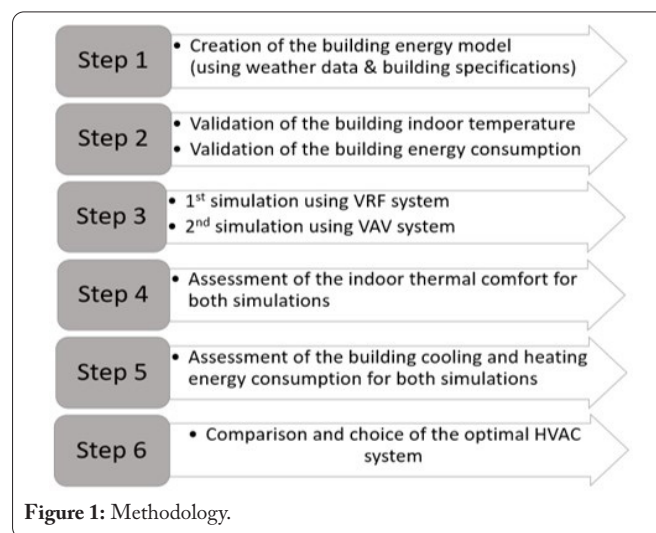 Step 1
• Creation of the building energy model
(using weather data & building specifications)
Step 2
• Validation of the building indoor temperature
• Validation of the building energy consumption
Step 3
• 1st simulation using VRF system
• 2nd simulation using VAV system
Step 4
• Assessment of the indoor thermal comfort for
both simulations
Step 5
• Assessment of the building cooling and heating
energy consumption for both simulations
Step 6
• Comparison and choice of the optimal HVAC
system
Figure 1: Methodology.